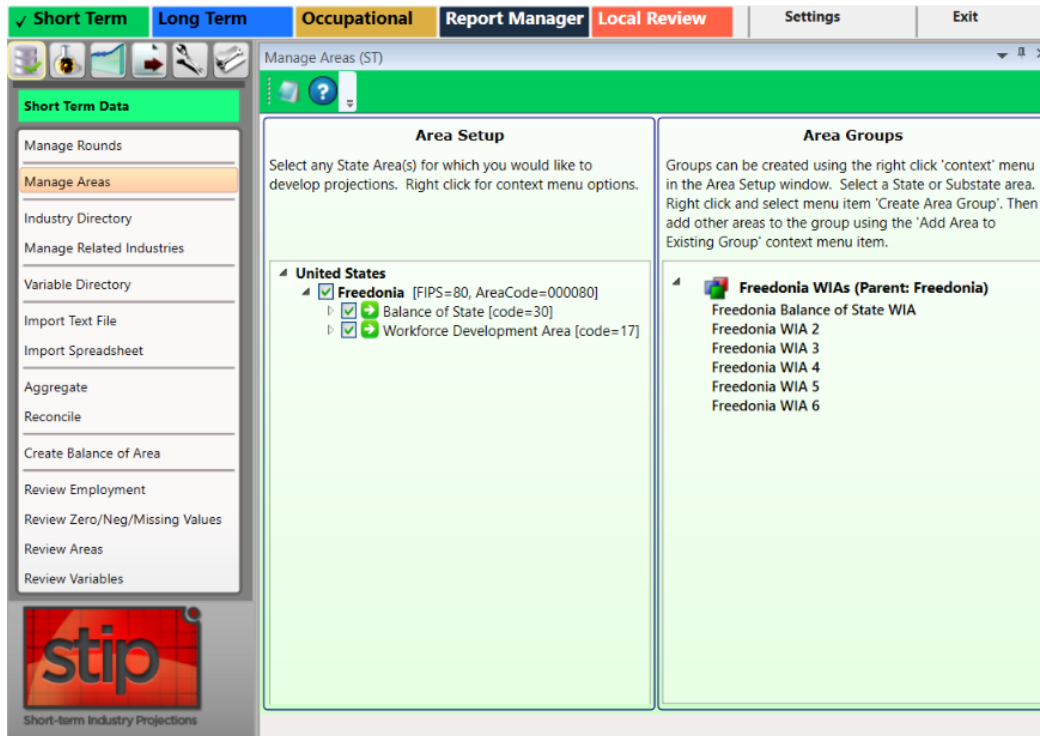 ✓ Short Term
Long Term
Occupational
Report Manager
Local Review
Settings
Exit
Manage Areas (ST)
Short Term Data
Manage Rounds
Manage Areas
Industry Directory
Manage Related Industries
Variable Directory
Import Text File
Import Spreadsheet
Aggregate
Reconcile
Create Balance of Area
Review Employment
Review Zero/Neg/Missing Values
Review Areas
Review Variables
stip
Short-term Industry Projections
Area Setup
Select any State Area(s) for which you would like to
develop projections. Right click for context menu options.
United States
Freedonia [FIPS=80, AreaCode=000080]
Balance of State [code=30]
Workforce Development Area [code=17]
Area Groups
Groups can be created using the right click 'context' menu
in the Area Setup window. Select a State or Substate area.
Right click and select menu item 'Create Area Group'. Then
add other areas to the group using the 'Add Area to
Existing Group' context menu item.
Freedonia WIAs (Parent: Freedonia)
Freedonia Balance of State WIA
Freedonia WIA 2
Freedonia WIA 3
Freedonia WIA 4
Freedonia WIA 5
Freedonia WIA 6